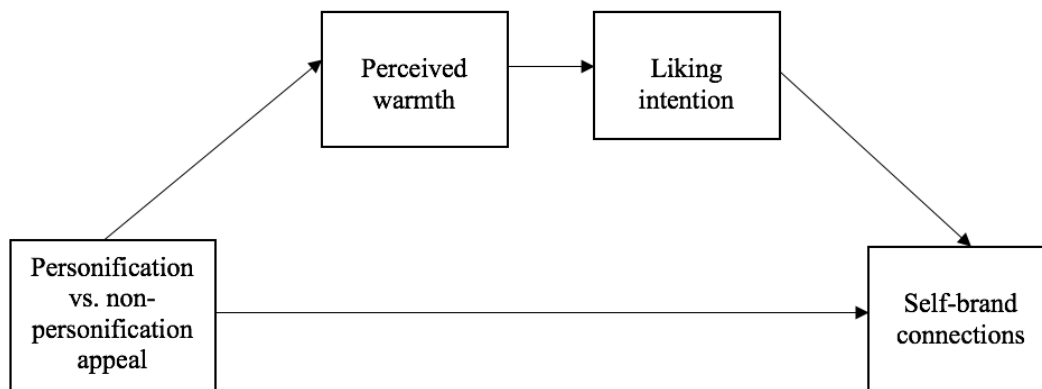 Perceived
warmth
Liking
intention
Personification
vs. non-
personification
appeal
Self-brand
connections